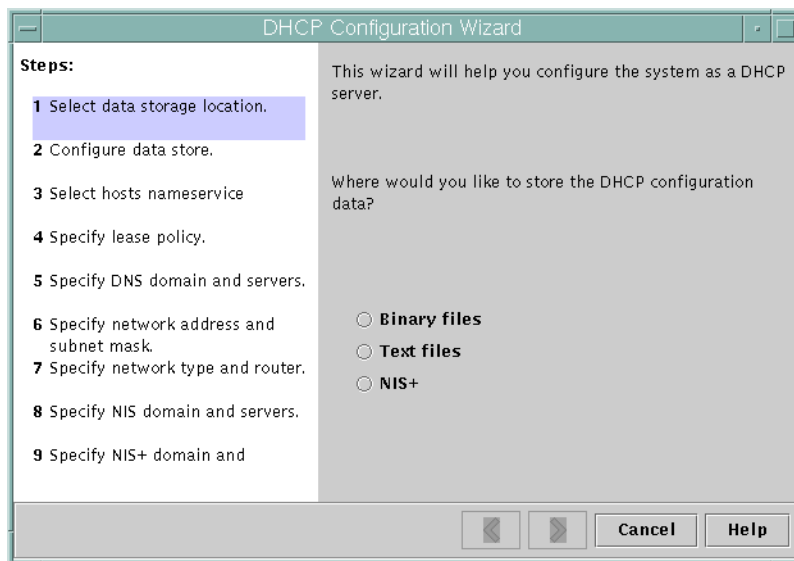 DHCP Configuration Wizard
Steps:
1 Select data storage location.
2 Configure data store.
3 Select hosts nameservice
4 Specify lease policy.
5 Specify DNS domain and servers.
6 Specify network address and
subnet mask.
7 Specify network type and router.
8 Specify NIS domain and servers.
9 Specify NIS+ domain and
This wizard will help you configure the system as a DHCP
server.
Where would you like to store the DHCP configuration
data?
Binary files
Text files
NIS+
Cancel
Help